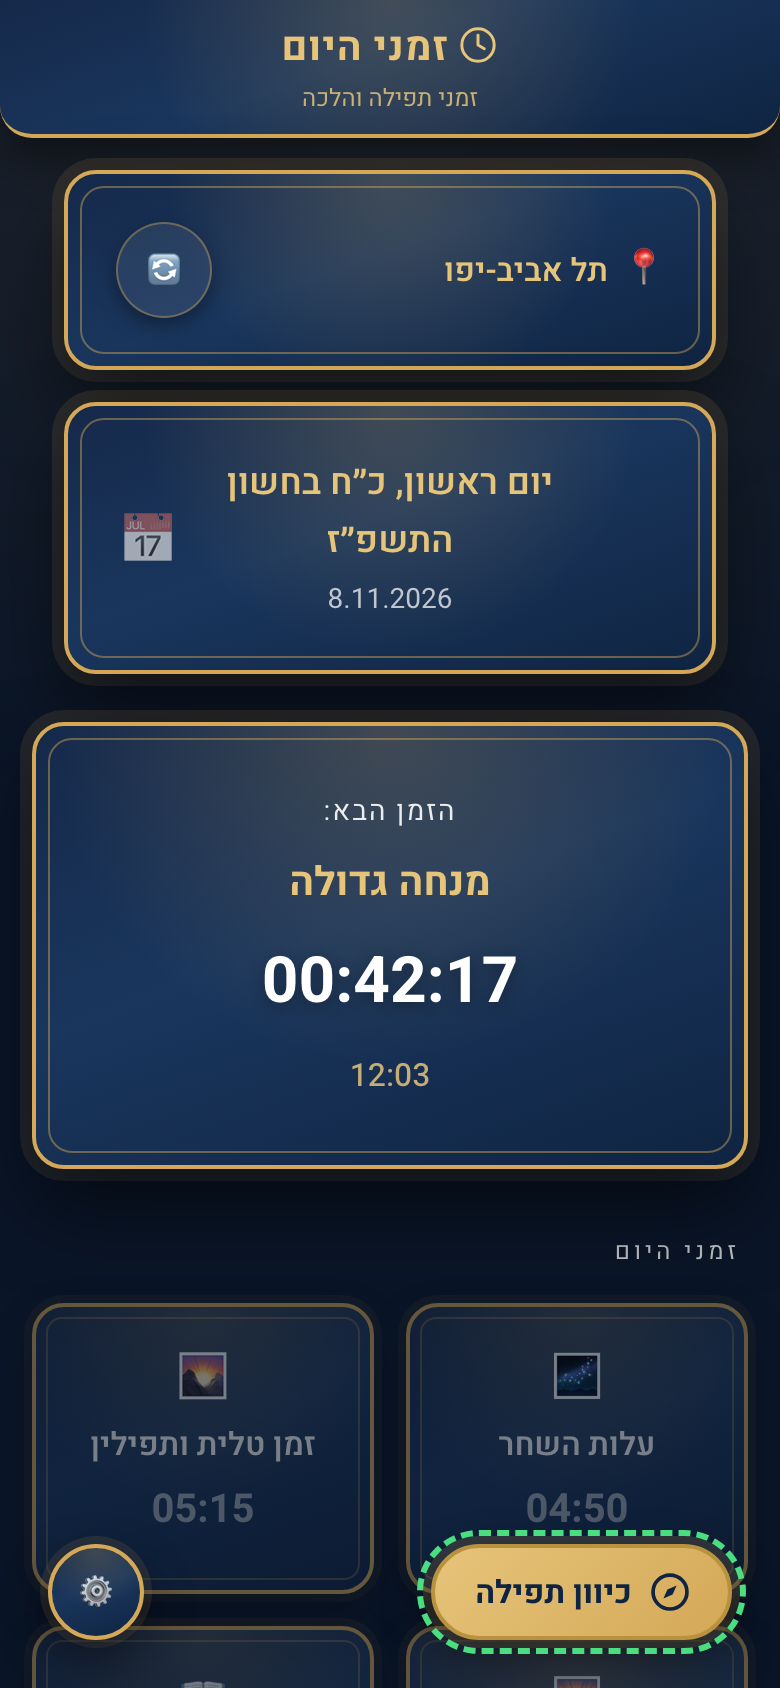 זמני היום
זמני תפילה והלכה
תל אביב-יפו
יום ראשון, כ״ח בחשון
התשפ״ז
8.11.2026
JUL
17
הזמן הבא:
מנחה גדולה
00:42:17
12:03
זמני היום
עלות השחר
04:50
זמן טלית ותפילין
05:15
כיוון תפילה